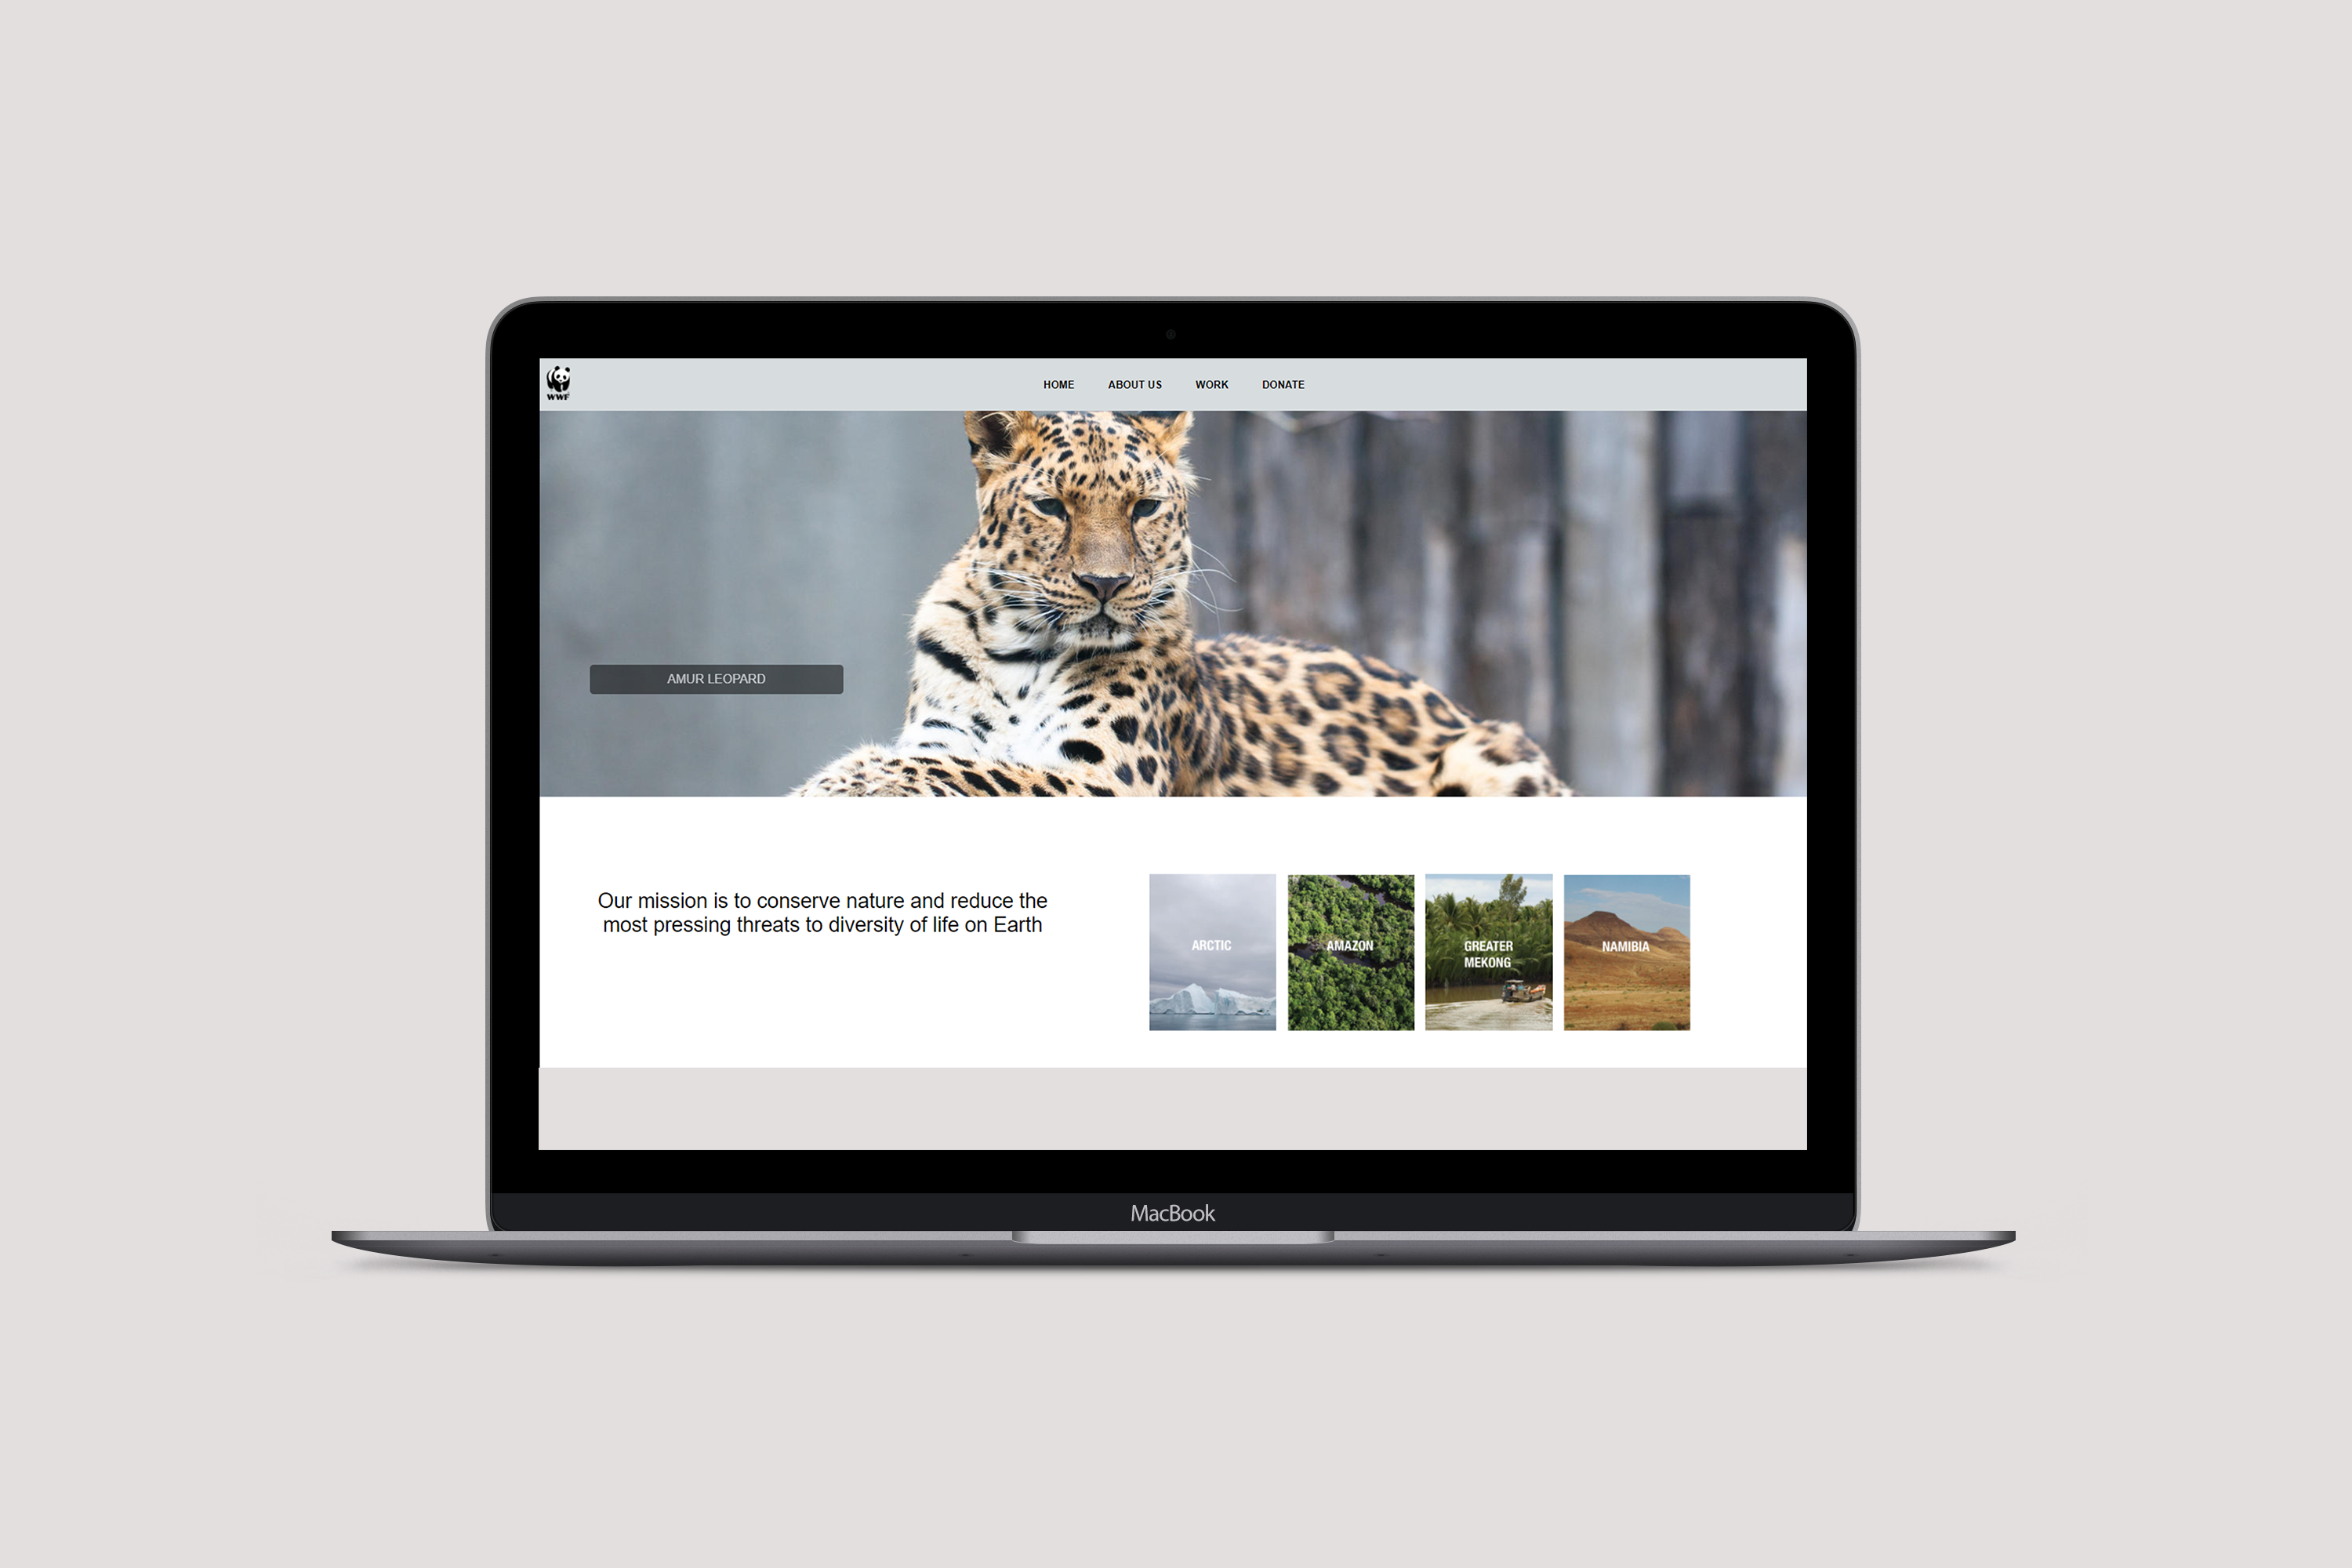 WWF
HOME ABOUT US WORK DONATE
AMUR LEOPARD
Our mission is to conserve nature and reduce the
most pressing threats to diversity of life on Earth
ARCTIC
AMAZON
GREATER
MEKONG
NAMIBIA
MacBook